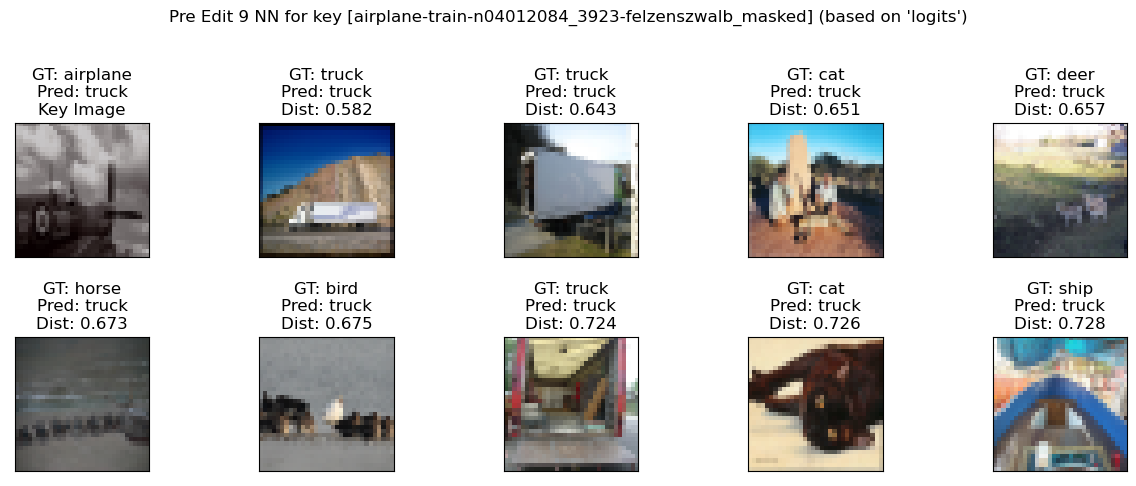 Pre Edit 9 NN for key [airplane-train-n04012084_3923-felzenszwalb_masked] (based on 'logits')
GT: airplane
Pred: truck
Key Image
GT: truck
Pred: truck
Dist: 0.582
GT: truck
Pred: truck
Dist: 0.643
GT: cat
Pred: truck
Dist: 0.651
GT: deer
Pred: truck
Dist: 0.657
GT: horse
Pred: truck
Dist: 0.673
GT: bird
Pred: truck
Dist: 0.675
GT: truck
Pred: truck
Dist: 0.724
GT: cat
Pred: truck
Dist: 0.726
GT: ship
Pred: truck
Dist: 0.728